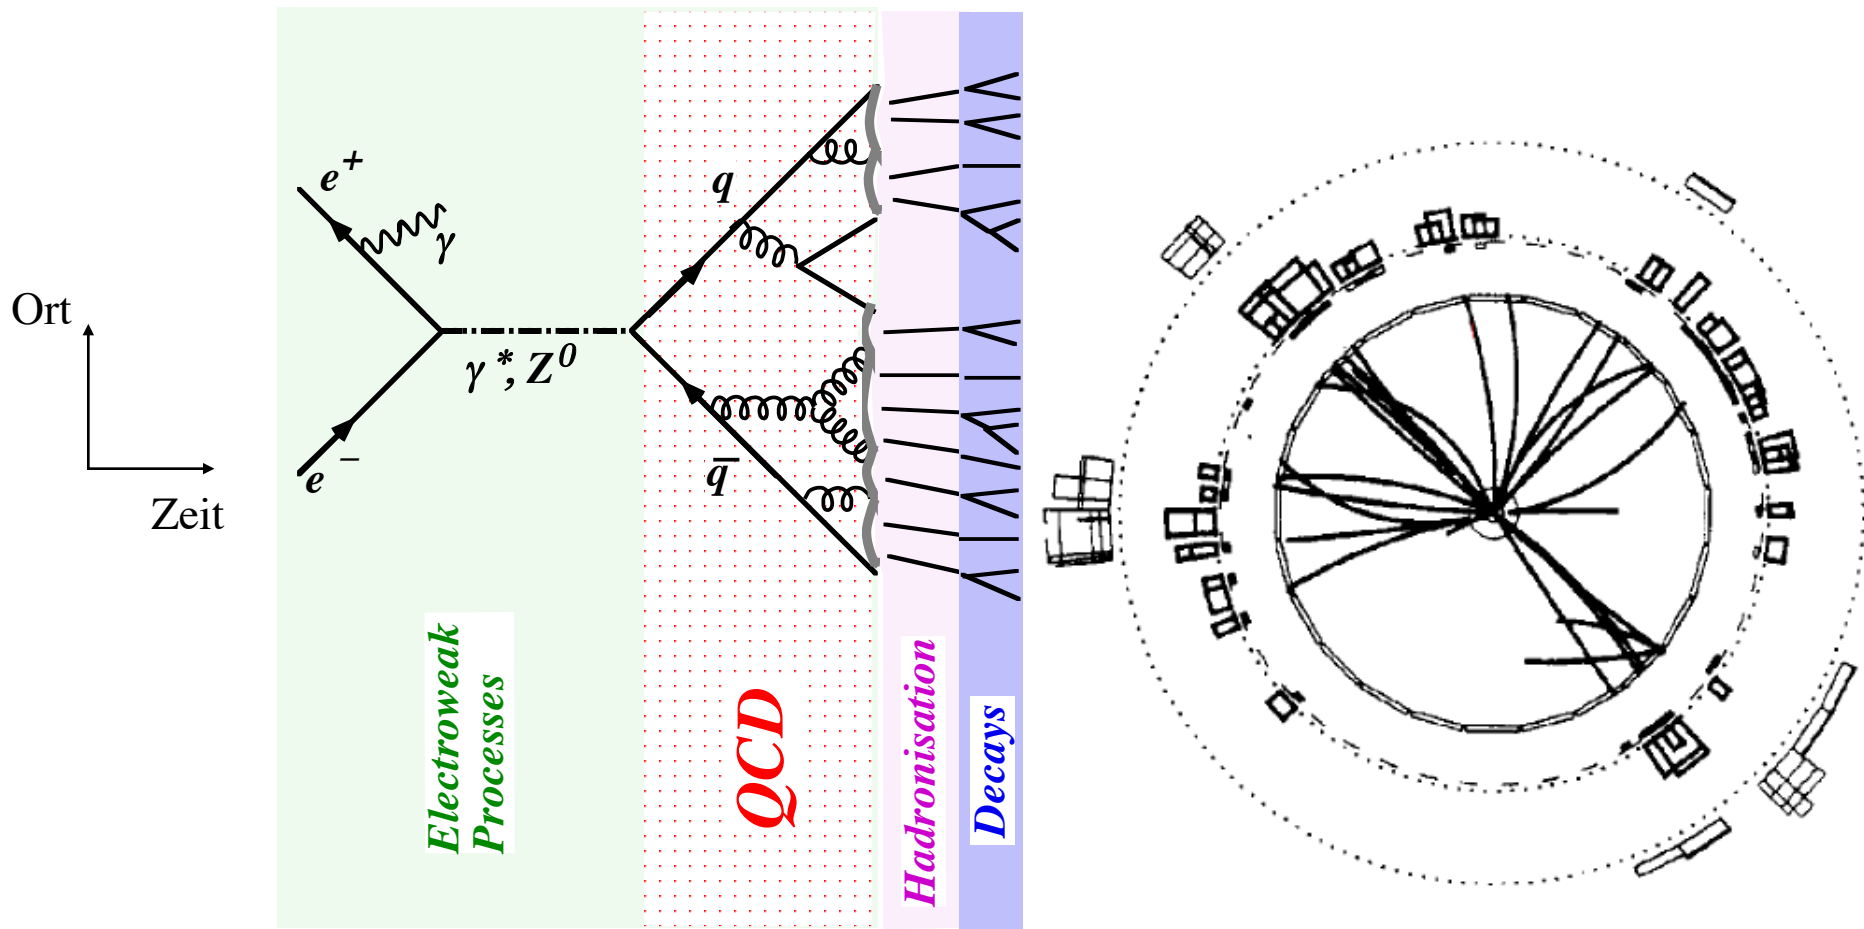 Ort
Zeit
e+
γ
e−
γ*, Z0
q
q̅
Electroweak
Processes
QCD
Hadronisation
Decays